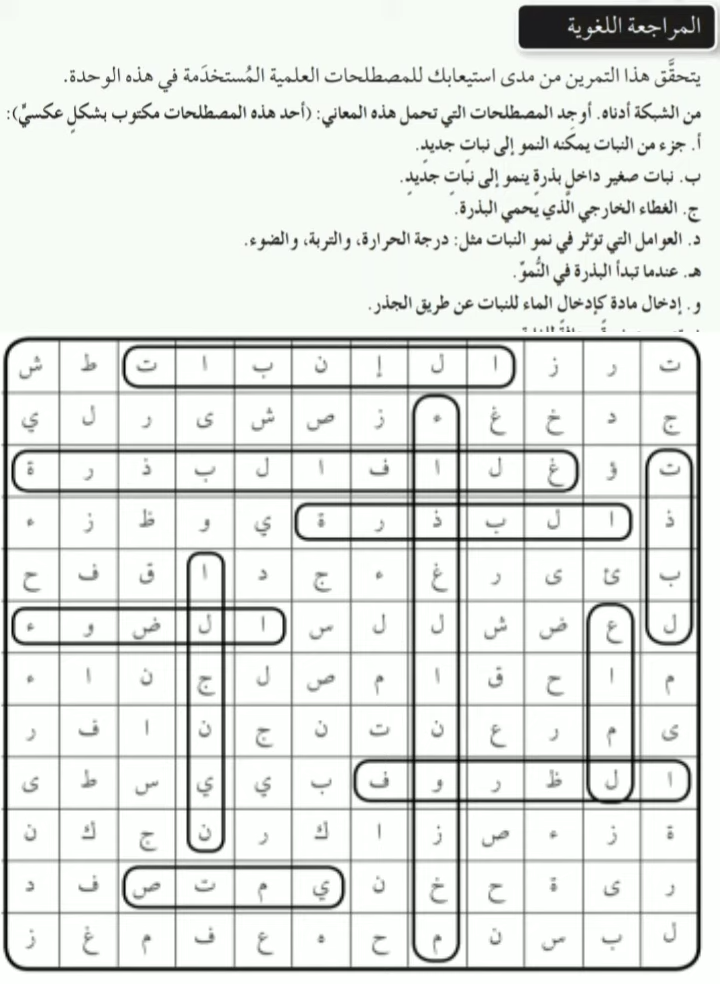 المراجعة اللغوية
يتحقَّق هذا التمرين من مدى استيعابك للمصطلحات العلمية المُستخدَمة في هذه الوحدة.
من الشبكة أدناه. أوجد المصطلحات التي تحمل هذه المعاني: (أحد هذه المصطلحات مكتوب بشكلٍ عكسيٍّ):
أ. جزء من النبات يمكنه النمو إلى نباتٍ جديدٍ.
ب. نبات صغير داخل بذرةٍ ينمو إلى نباتٍ جديدٍ.
ج. الغطاء الخارجي الذي يحمي البذرة.
د. العوامل التي تؤثر في نمو النبات مثل: درجة الحرارة، والتربة، والضوء.
هـ. عندما تبدأ البذرة في النُّموِّ.
و. إدخال مادة كإدخال الماء للنبات عن طريق الجذر.
ت ر ز ا ل إ ن ب ا ت ط ش
ج د خ غ ء ز ص ش ى ر ل ي
ت ؤ غ ل ا ف ا ل ب ذ ر ة
ذ ا ل ب ذ ر ة ي و ظ ز ء
ب ئ ى ر غ ء ج د ا ق ف ح
ل ع ض ش ل ل س ا ل ض و ء
م ا ح ق ا م ص ل ج ن ا ء
ى م ر ع ن ت ن ج ن ا ف ر
ا ل ظ ر و ف ب ي ي س ط ى
ة ز ء ص ز ا ك ر ن ج ك ن
ر ى ة ح خ ن ي م ت ص ف د
ل ب س ن م ح ه ع ف م غ ز